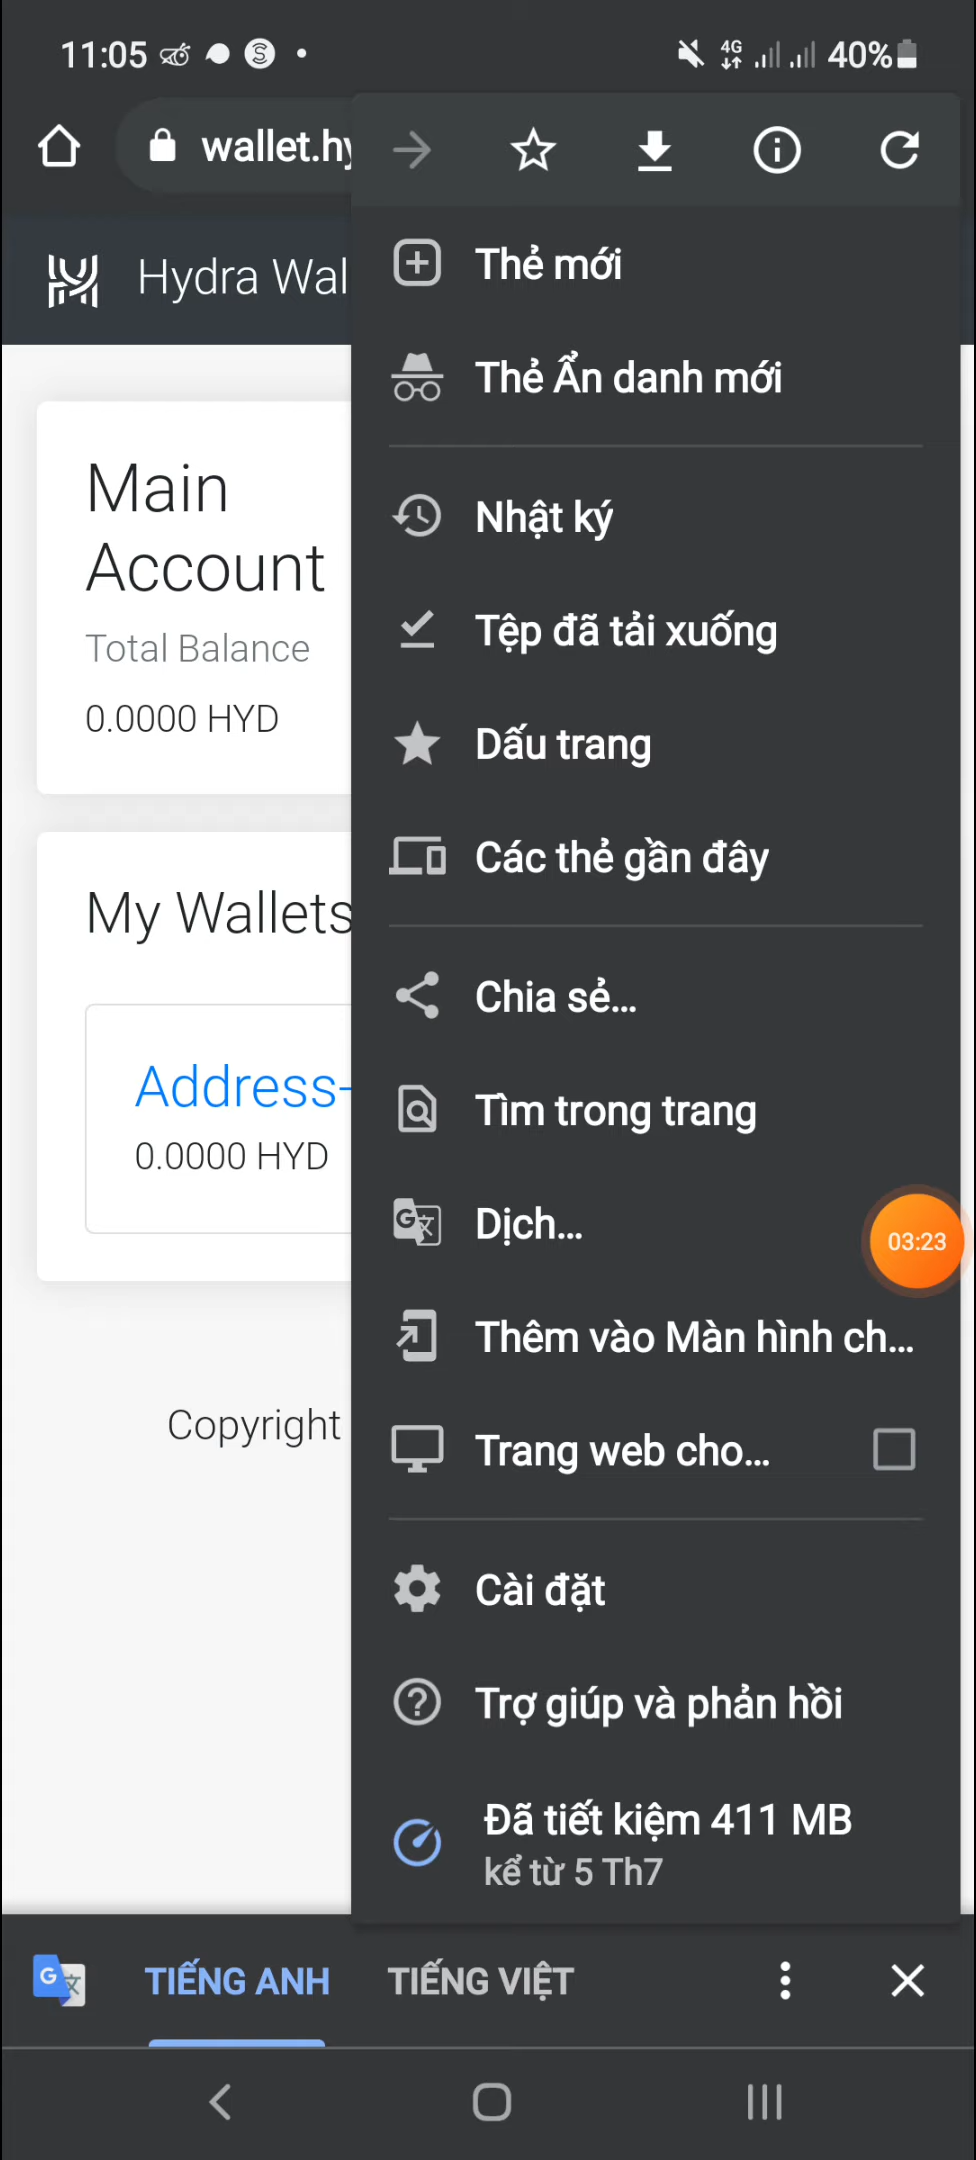 11:05
4G
40%
wallet.hy
Hydra Wal
Main
Account
Total Balance
0.0000 HYD
My Wallets
Address-
0.0000 HYD
Copyright
Thẻ mới
Thẻ Ẩn danh mới
Nhật ký
Tệp đã tải xuống
Dấu trang
Các thẻ gần đây
Chia sẻ...
Tìm trong trang
Dịch...
03:23
Thêm vào Màn hình ch...
Trang web cho...
Cài đặt
Trợ giúp và phản hồi
Đã tiết kiệm 411 MB
kể từ 5 Th7
TIẾNG ANH
TIẾNG VIỆT